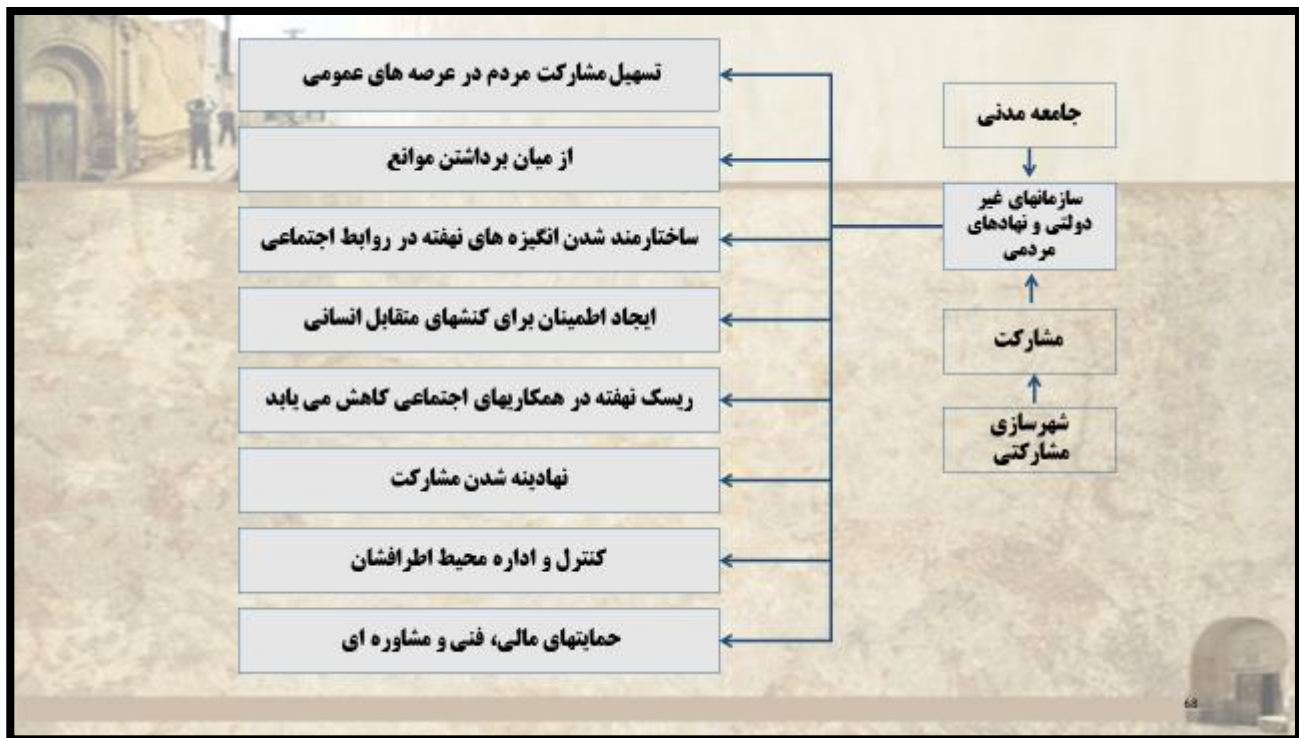 جامعه مدنی
سازمانهای غیر
دولتی و نهادهای
مردمی
مشارکت
شهرسازی
مشارکتی
تسهیل مشارکت مردم در عرصه های عمومی
از میان برداشتن موانع
ساختارمند شدن انگیزه های نهفته در روابط اجتماعی
ایجاد اطمینان برای کنشهای متقابل انسانی
ریسک نهفته در همکاریهای اجتماعی کاهش می یابد
نهادینه شدن مشارکت
کنترل و اداره محیط اطرافشان
حمایتهای مالی، فنی و مشاوره ای
68